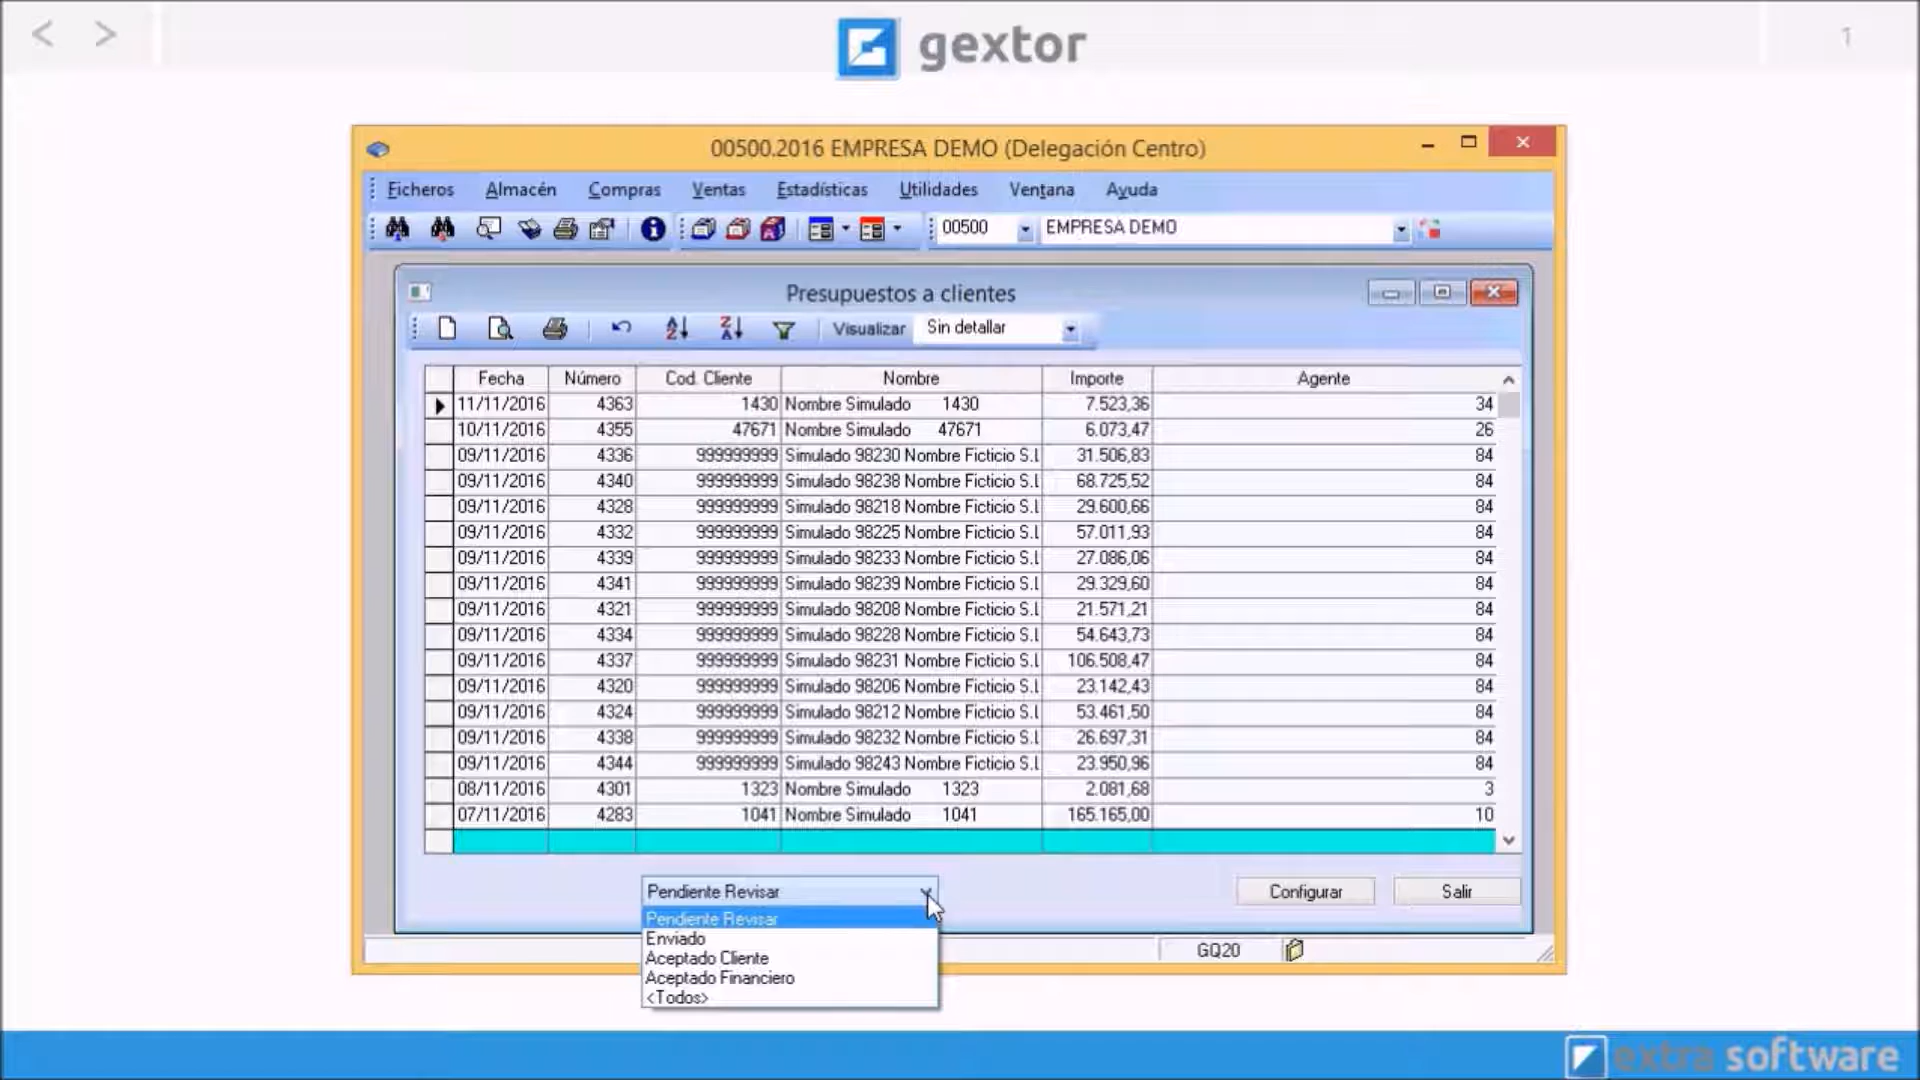 < > gextor 1
00500.2016 EMPRESA DEMO (Delegación Centro)
Ficheros Almacén Compras Ventas Estadísticas Utilidades Ventana Ayuda
00500 EMPRESA DEMO
Presupuestos a clientes
Visualizar Sin detallar
Fecha Número Cod. Cliente Nombre Importe Agente
11/11/2016 4363 1430 Nombre Simulado 1430 7.523,36 34
10/11/2016 4355 47671 Nombre Simulado 47671 6.073,47 26
09/11/2016 4336 999999999 Simulado 98230 Nombre Ficticio S.l 31.506,83 84
09/11/2016 4340 999999999 Simulado 98238 Nombre Ficticio S.l 68.725,52 84
09/11/2016 4328 999999999 Simulado 98218 Nombre Ficticio S.l 29.600,66 84
09/11/2016 4332 999999999 Simulado 98225 Nombre Ficticio S.l 57.011,93 84
09/11/2016 4339 999999999 Simulado 98233 Nombre Ficticio S.l 27.086,06 84
09/11/2016 4341 999999999 Simulado 98239 Nombre Ficticio S.l 29.329,60 84
09/11/2016 4321 999999999 Simulado 98208 Nombre Ficticio S.l 21.571,21 84
09/11/2016 4334 999999999 Simulado 98228 Nombre Ficticio S.l 54.643,73 84
09/11/2016 4337 999999999 Simulado 98231 Nombre Ficticio S.l 106.508,47 84
09/11/2016 4320 999999999 Simulado 98206 Nombre Ficticio S.l 23.142,43 84
09/11/2016 4324 999999999 Simulado 98212 Nombre Ficticio S.l 53.461,50 84
09/11/2016 4338 999999999 Simulado 98232 Nombre Ficticio S.l 26.697,31 84
09/11/2016 4344 999999999 Simulado 98243 Nombre Ficticio S.l 23.950,96 84
08/11/2016 4301 1323 Nombre Simulado 1323 2.081,68 3
07/11/2016 4283 1041 Nombre Simulado 1041 165.165,00 10
Pendiente Revisar Configurar Salir
Pendiente Revisar
Enviado
Aceptado Cliente
Aceptado Financiero
<Todos>
GQ20
extra software